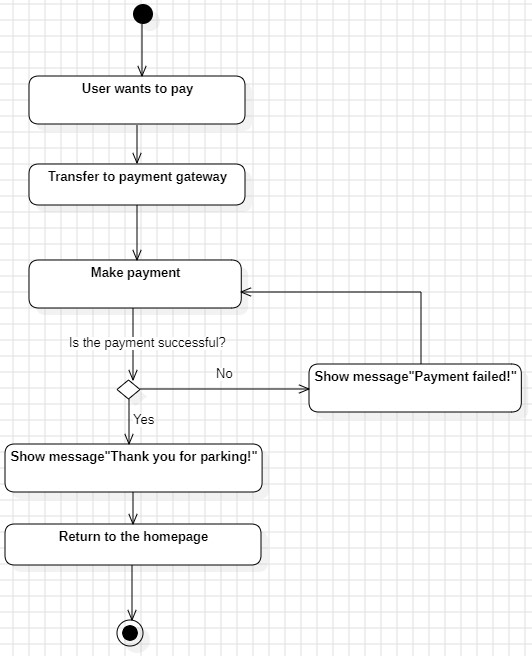 User wants to pay
Transfer to payment gateway
Make payment
Is the payment successful?
No
Show message"Payment failed!"
Yes
Show message"Thank you for parking!"
Return to the homepage